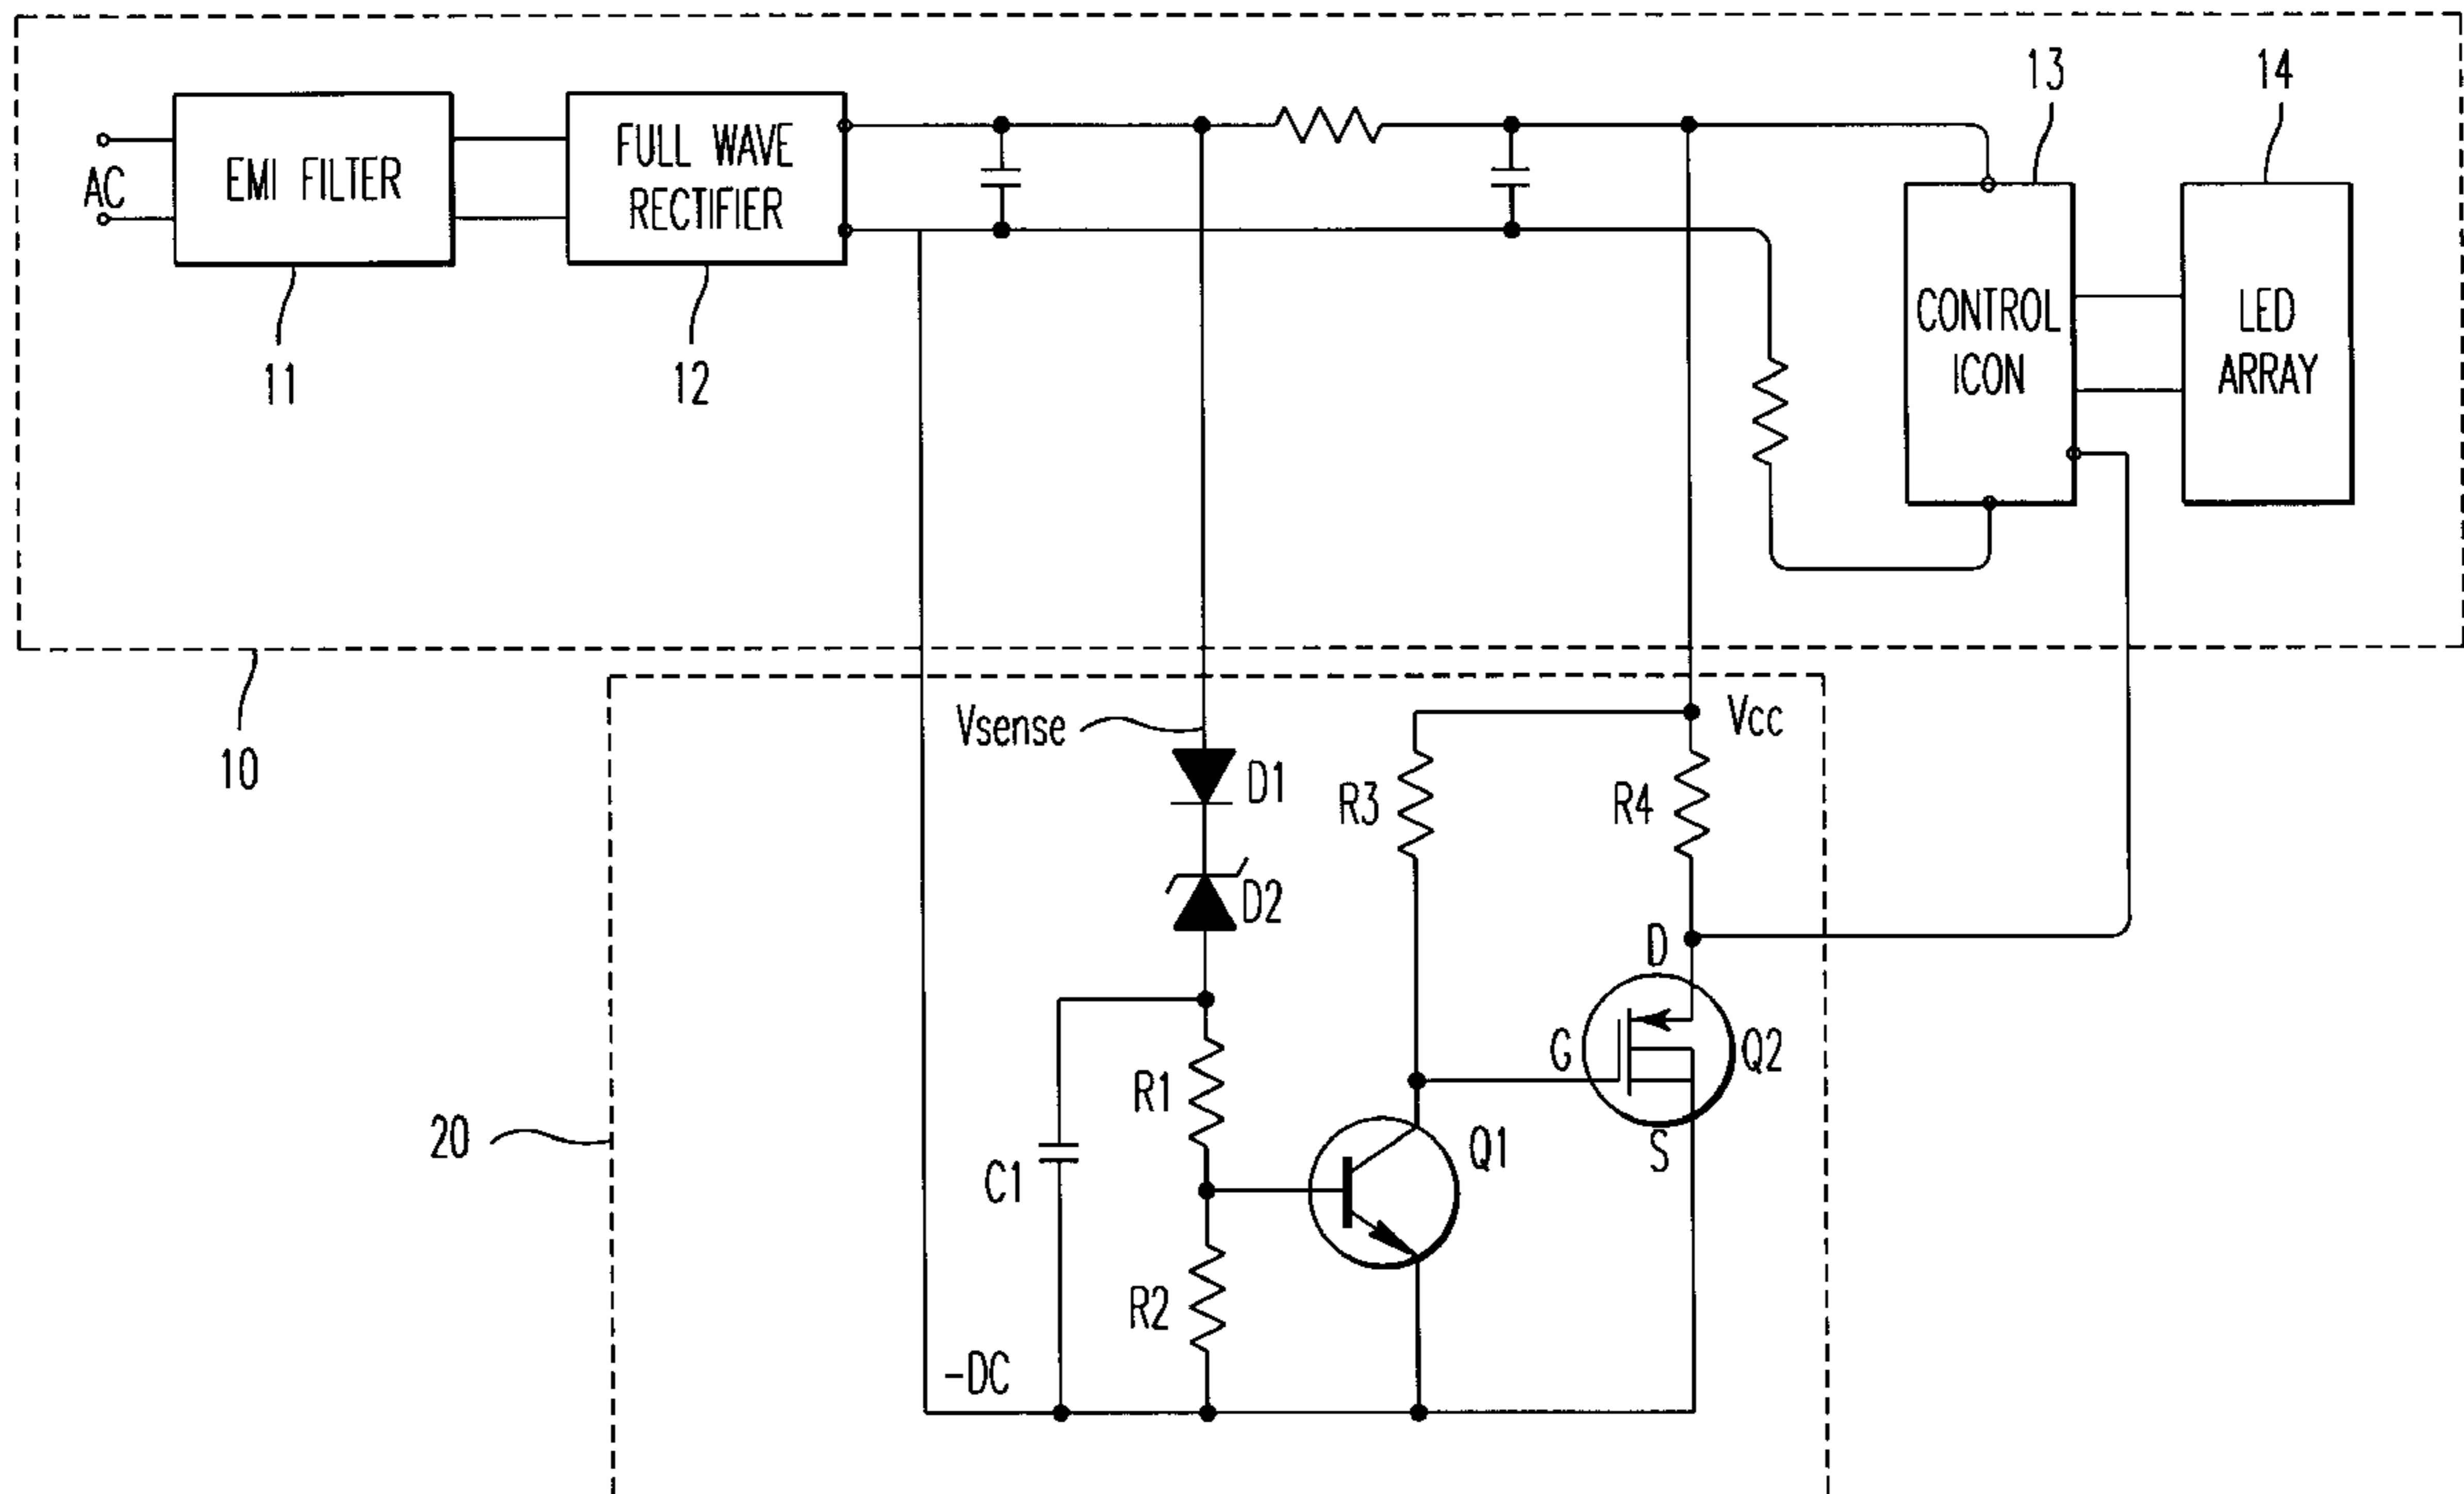 13
14
AC
EMI FILTER
FULL WAVE
RECTIFIER
CONTROL
ICON
LED
ARRAY
11
12
10
Vsense
Vcc
D1
R3
R4
D2
D
G
Q2
R1
20
C1
Q1
S
R2
-DC